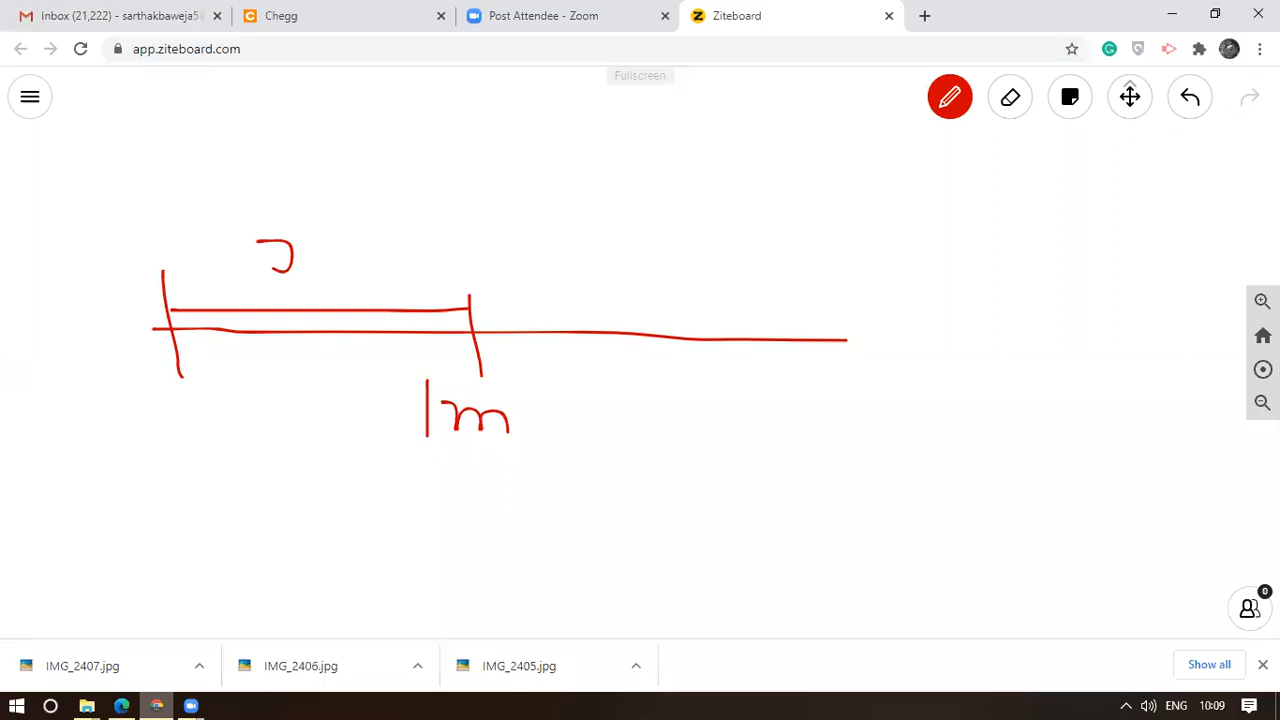 Inbox (21,222) - sarthakbaweja5 Chegg Post Attendee - Zoom Ziteboard
app.ziteboard.com
Fullscreen
1m
0
IMG_2407.jpg IMG_2406.jpg IMG_2405.jpg Show all
ENG 10:09